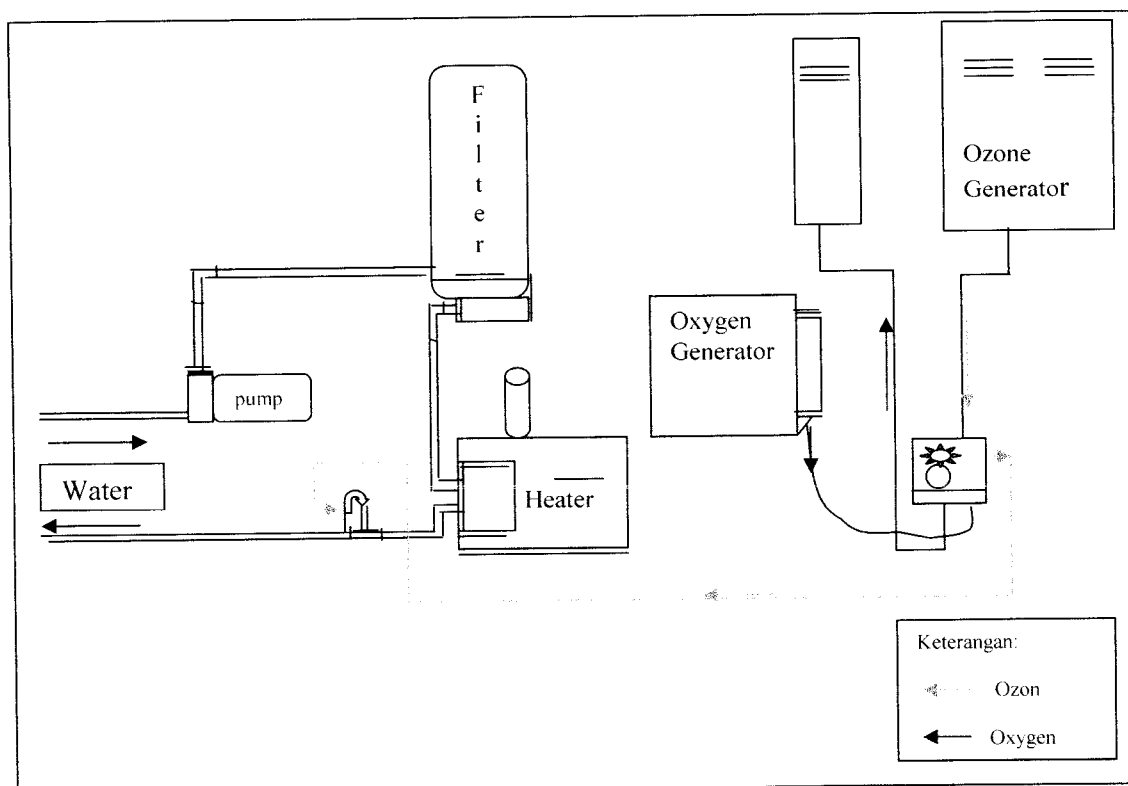 Filter
Ozone
Generator
Oxygen
Generator
pump
Water
Heater
Keterangan:
Ozon
Oxygen